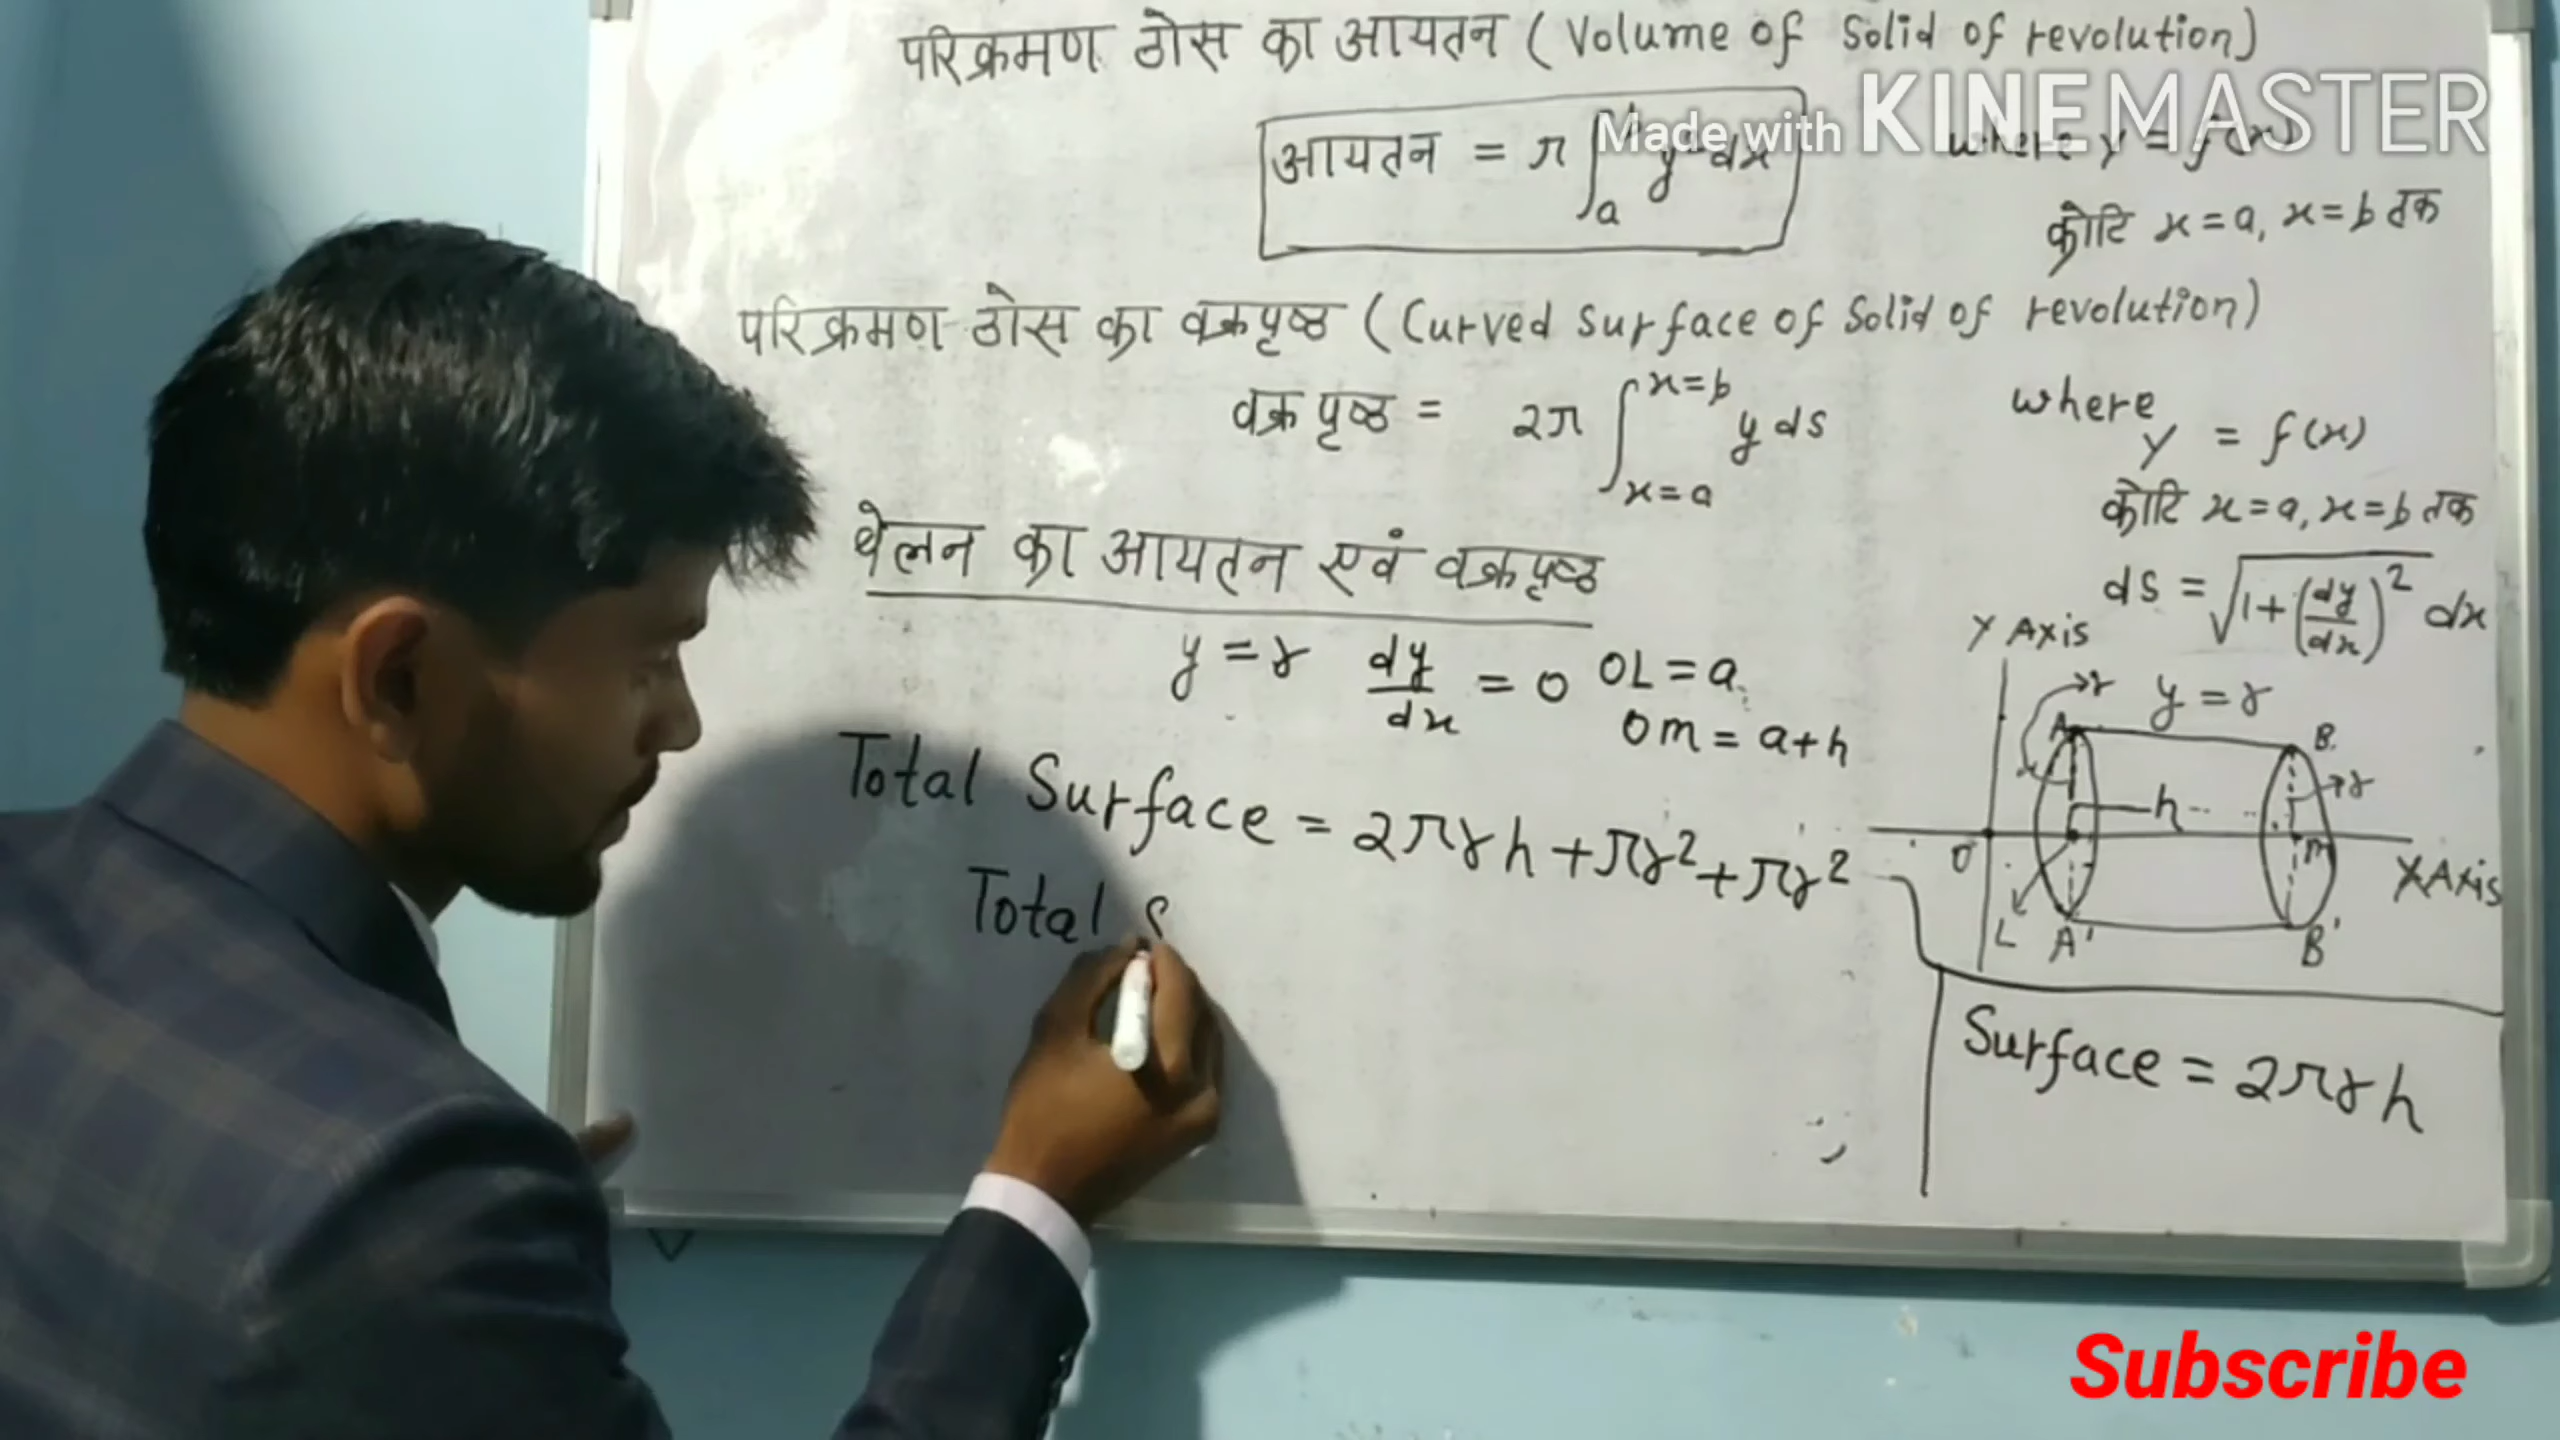 परिक्रमण ठोस का आयतन (Volume of Solid of revolution)
Made with KINEMASTER
आयतन = π ∫ₐᵇ y² dx where y = f(x)
कोटि x = a, x = b तक
परिक्रमण ठोस का वक्रपृष्ठ (Curved surface of Solid of revolution)
वक्र पृष्ठ = 2π ∫ x=a x=b y ds
where
y = f(x)
कोटि x = a, x = b तक
ds = √(1+(dy/dx)²) dx
बेलन का आयतन एवं वक्रपृष्ठ
y = r dy/dx = 0 OL = a
OM = a+h
Total Surface = 2πrh + πr² + πr²
Total S
Y Axis
r y = r
A B
h r
O M X Axis
L A' B'
Surface = 2πrh
Subscribe